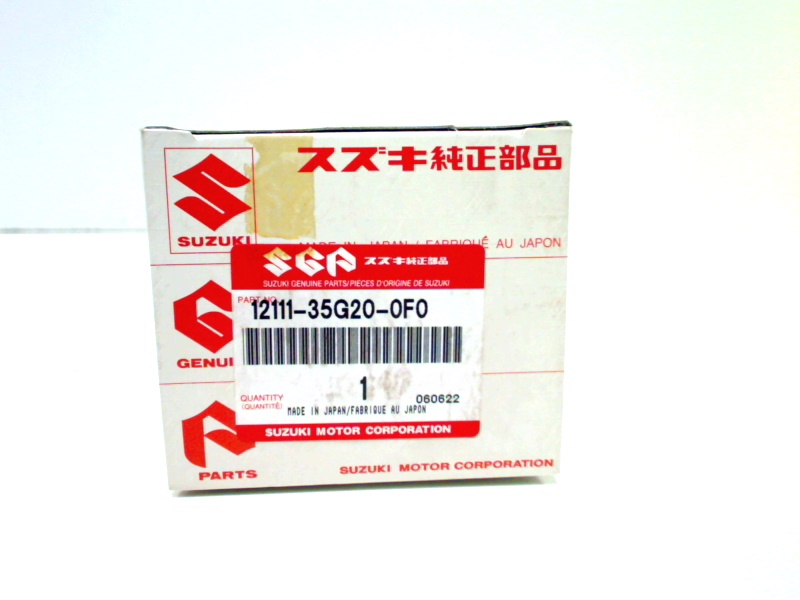 スズキ純正部品
SUZUKI
MADE IN JAPAN / FABRIQUÉ AU JAPON
SGP スズキ純正部品
SUZUKI GENUINE PARTS/PIÈCES D'ORIGINE DE SUZUKI
PART NO.
12111-35G20-0F0
GENUI
1
QUANTITY
(QUANTITÉ)
060622
MADE IN JAPAN/FABRIQUE AU JAPON
SUZUKI MOTOR CORPORATION
PARTS
SUZUKI MOTOR CORPORATION